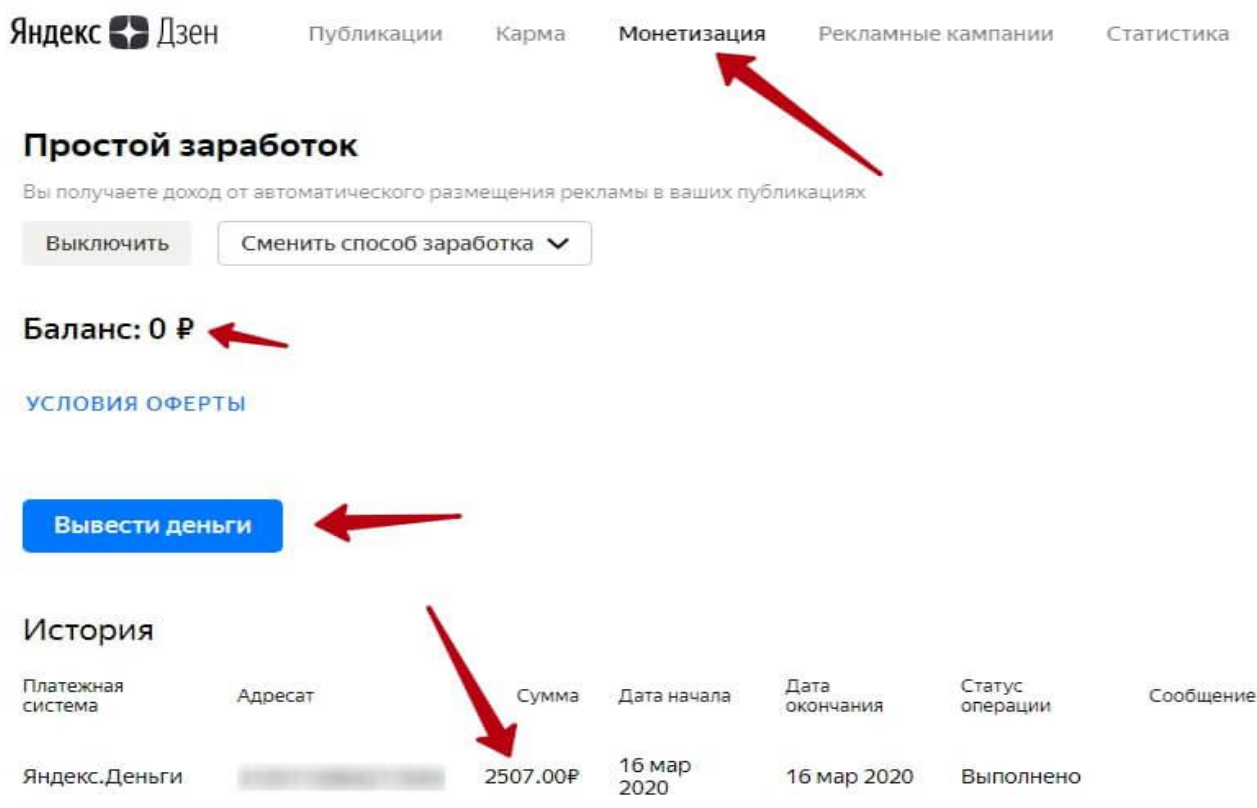 Яндекс Дзен Публикации Карма Монетизация Рекламные кампании Статистика
Простой заработок
Вы получаете доход от автоматического размещения рекламы в ваших публикациях
Выключить Сменить способ заработка
Баланс: 0 ₽
УСЛОВИЯ ОФЕРТЫ
Вывести деньги
История
Платежная система Адресат Сумма Дата начала Дата окончания Статус операции Сообщение
Яндекс.Деньги 2507.00₽ 16 мар 2020 16 мар 2020 Выполнено